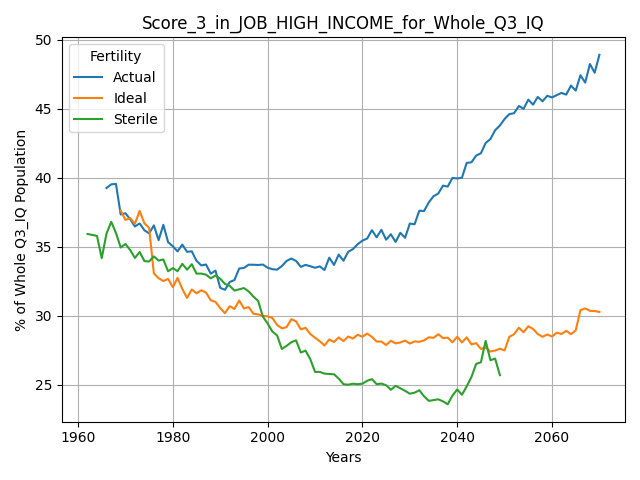 Score_3_in_JOB_HIGH_INCOME_for_Whole_Q3_IQ
% of Whole Q3_IQ Population
50
45
40
35
30
25
Fertility
Actual
Ideal
Sterile
1960
1980
2000
2020
2040
2060
Years